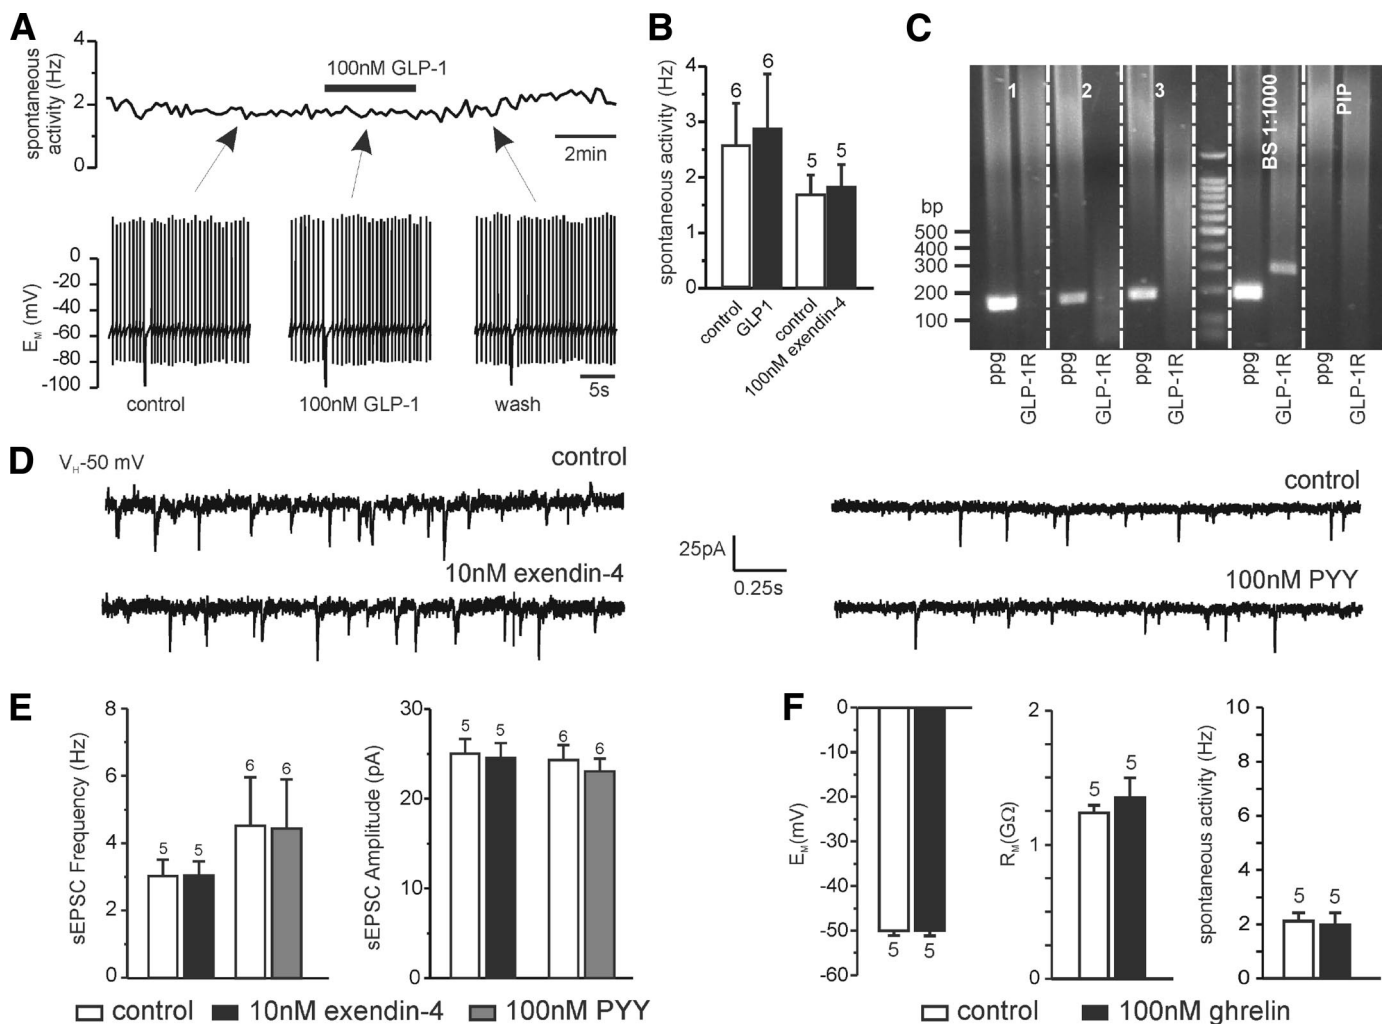 A
spontaneous
activity (Hz)
4
2
0
100nM GLP-1
2min
E_M (mV)
0
-20
-40
-60
-80
-100
control
100nM GLP-1
wash
5s
B
spontaneous activity (Hz)
4
3
2
1
0
6
6
5
5
control
GLP1
control
100nM exendin-4
C
1
2
3
BS 1:1000
PIP
bp
500
400
300
200
100
ppg
GLP-1R
ppg
GLP-1R
ppg
GLP-1R
ppg
GLP-1R
ppg
GLP-1R
D
V_H-50 mV
control
10nM exendin-4
25pA
0.25s
control
100nM PYY
E
sEPSC Frequency (Hz)
8
6
4
2
0
5
5
6
6
sEPSC Amplitude (pA)
30
20
10
0
5
5
6
6
control
10nM exendin-4
100nM PYY
F
E_M(mV)
0
-10
-20
-30
-40
-50
-60
5
5
R_M(GΩ)
2
1
0
5
5
spontaneous activity (Hz)
10
8
6
4
2
0
5
5
control
100nM ghrelin